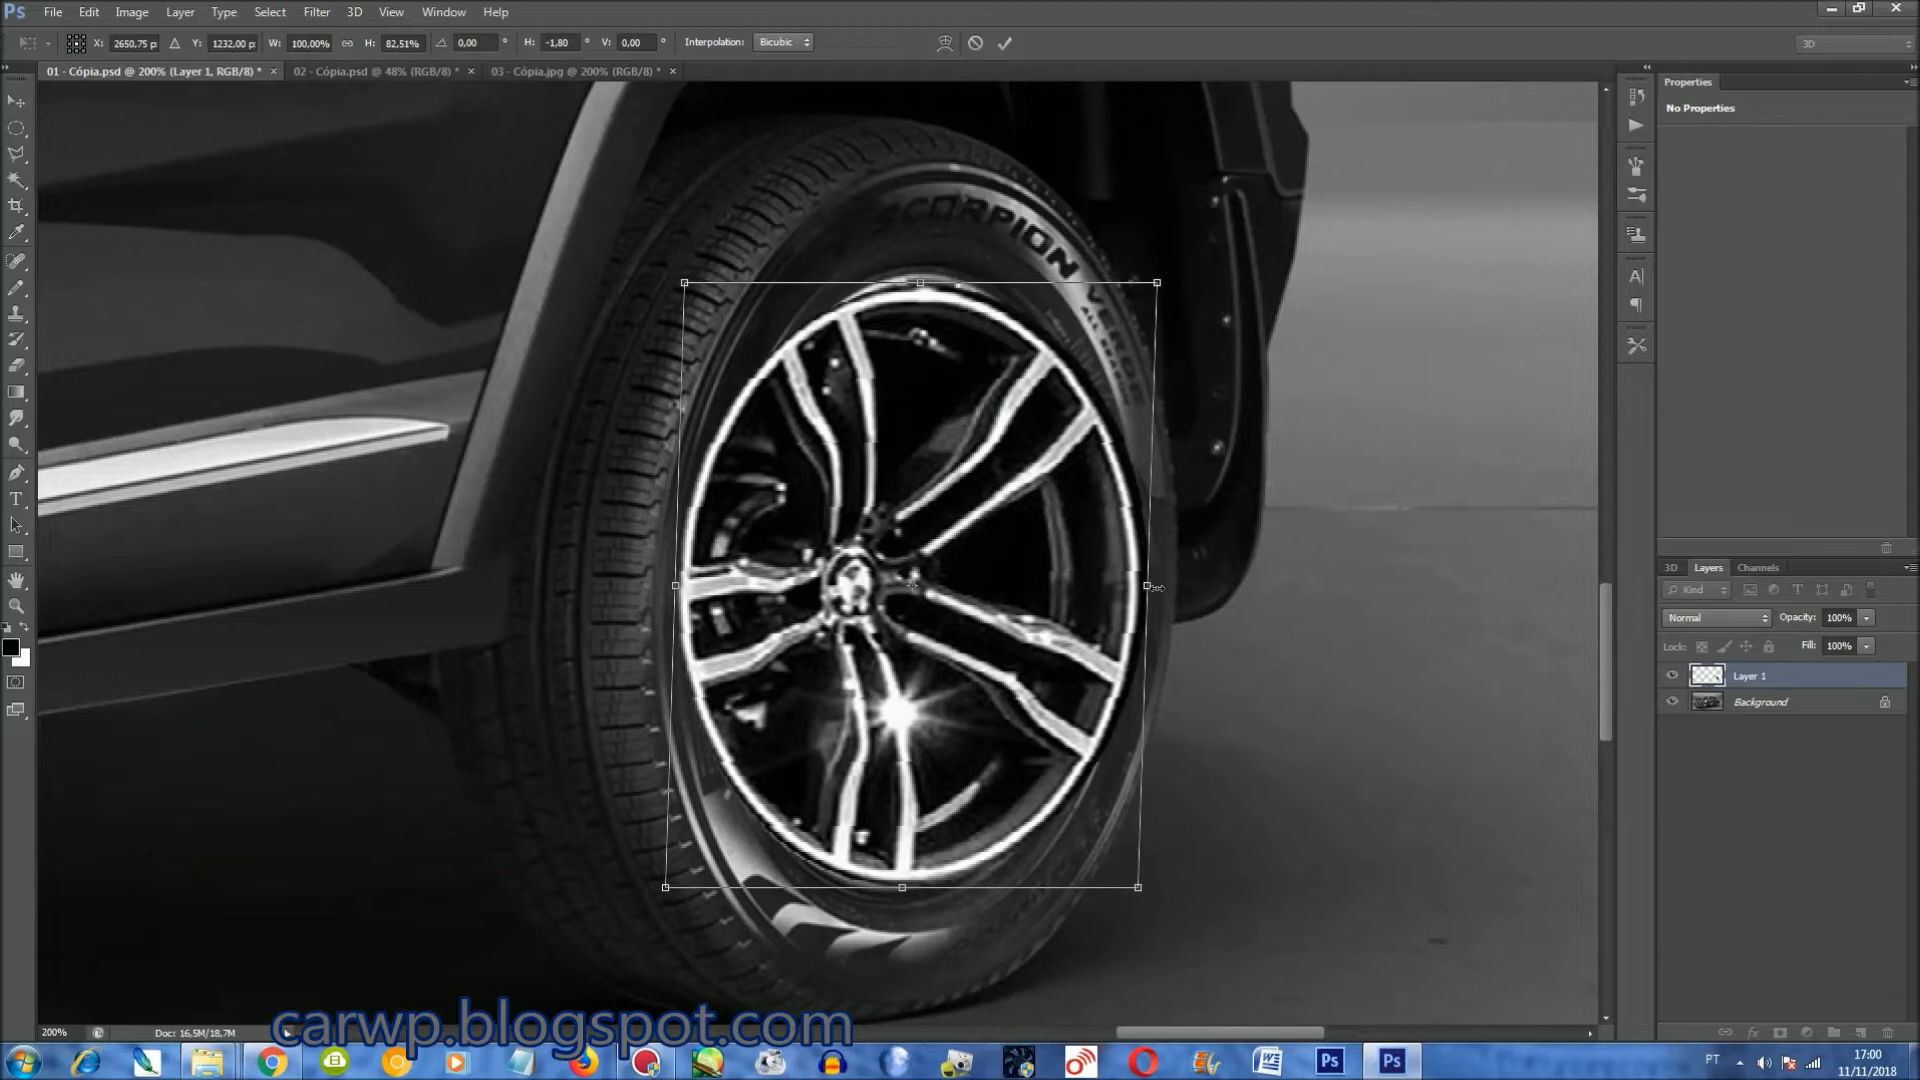 Ps File Edit Image Layer Type Select Filter 3D View Window Help
X: 2650,75 p Y: 1232,00 p W: 100,00% H: 82,51% 0,00 ° H: -1,80 ° V: 0,00 ° Interpolation: Bicubic 3D
01 - Cópia.psd @ 200% (Layer 1, RGB/8) * × 02 - Cópia.psd @ 48% (RGB/8) * × 03 - Cópia.jpg @ 200% (RGB/8) * ×
Properties
No Properties
SCORPION VERDE
ALL SEASON
3D Layers Channels
Kind
Normal Opacity: 100%
Lock: Fill: 100%
Layer 1
Background
200% Doc: 16,5M/18,7M
carwp.blogspot.com
PT 17:00
11/11/2018